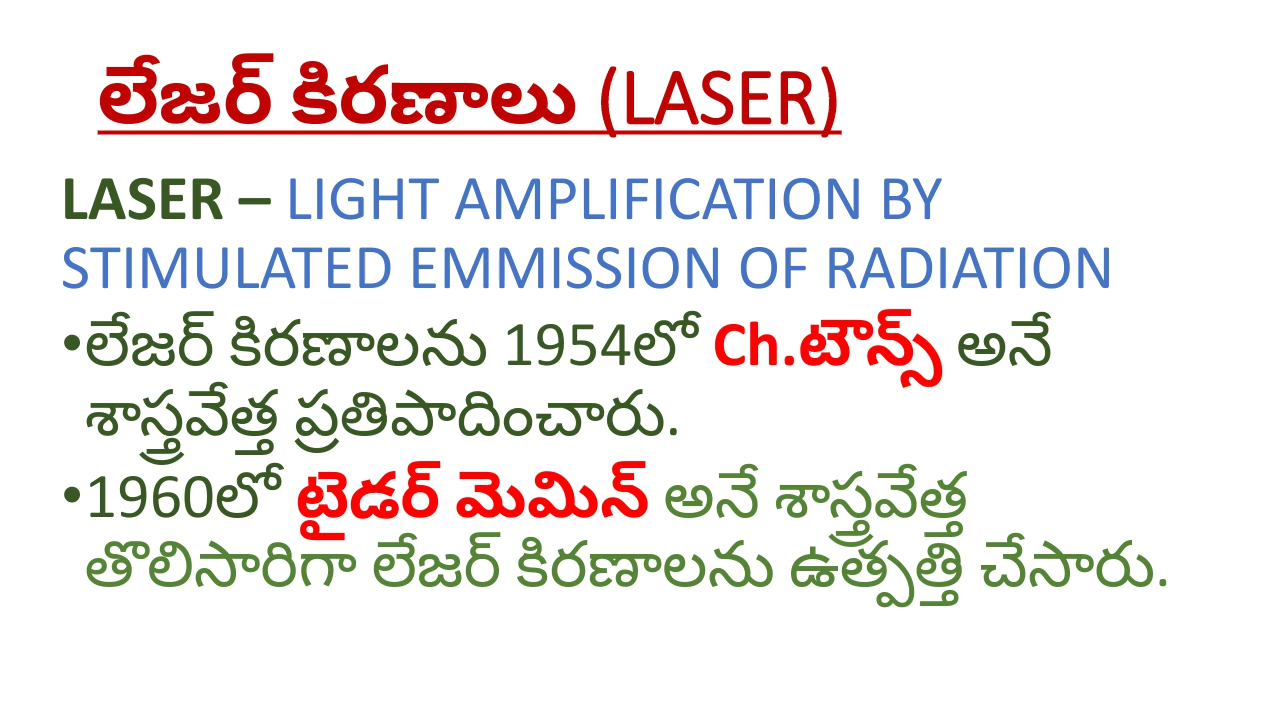 లేజర్ కిరణాలు (LASER)
LASER – LIGHT AMPLIFICATION BY
STIMULATED EMMISSION OF RADIATION
•లేజర్ కిరణాలను 1954లో Ch.టౌన్స్ అనే
శాస్త్రవేత్త ప్రతిపాదించారు.
•1960లో టైడర్ మెమిన్ అనే శాస్త్రవేత్త
తొలిసారిగా లేజర్ కిరణాలను ఉత్పత్తి చేసారు.